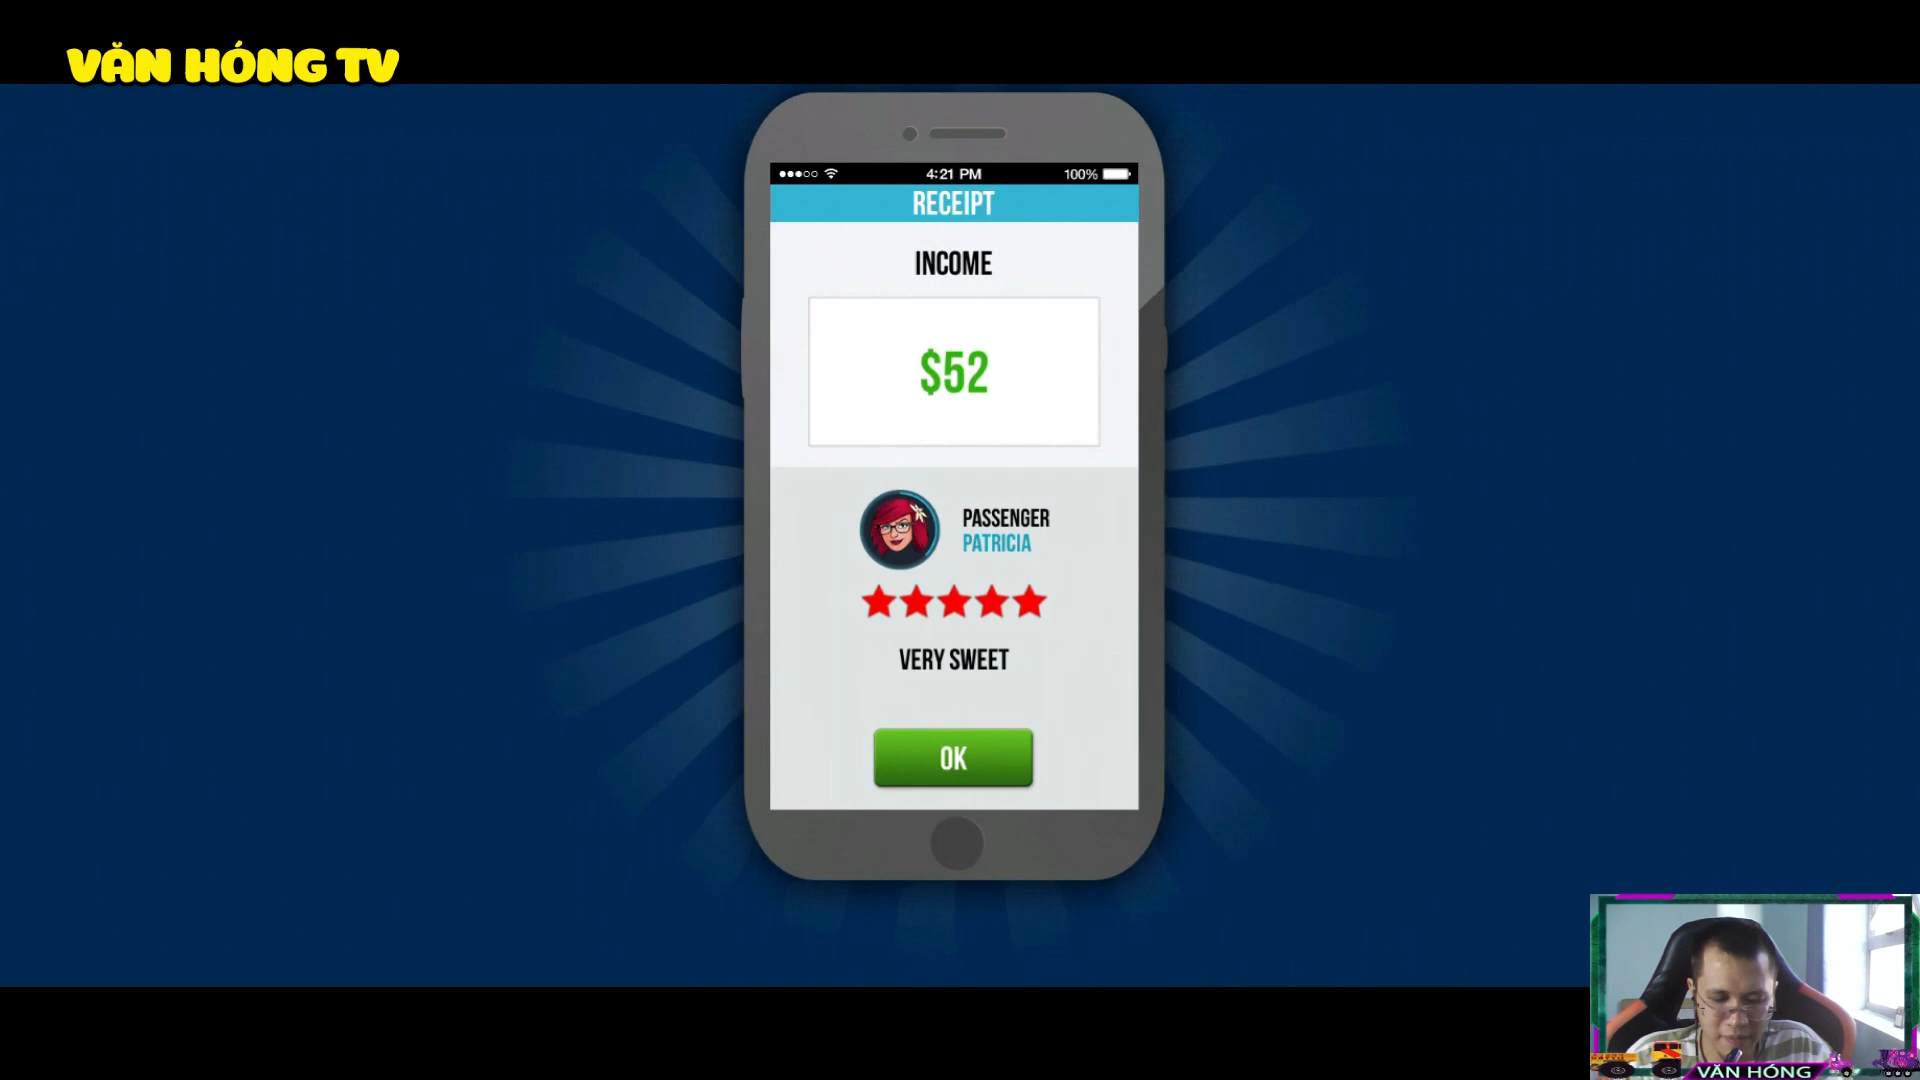 VĂN HÓNG TV
4:21 PM
100%
RECEIPT
INCOME
$52
PASSENGER
PATRICIA
VERY SWEET
OK
VĂN HÓNG